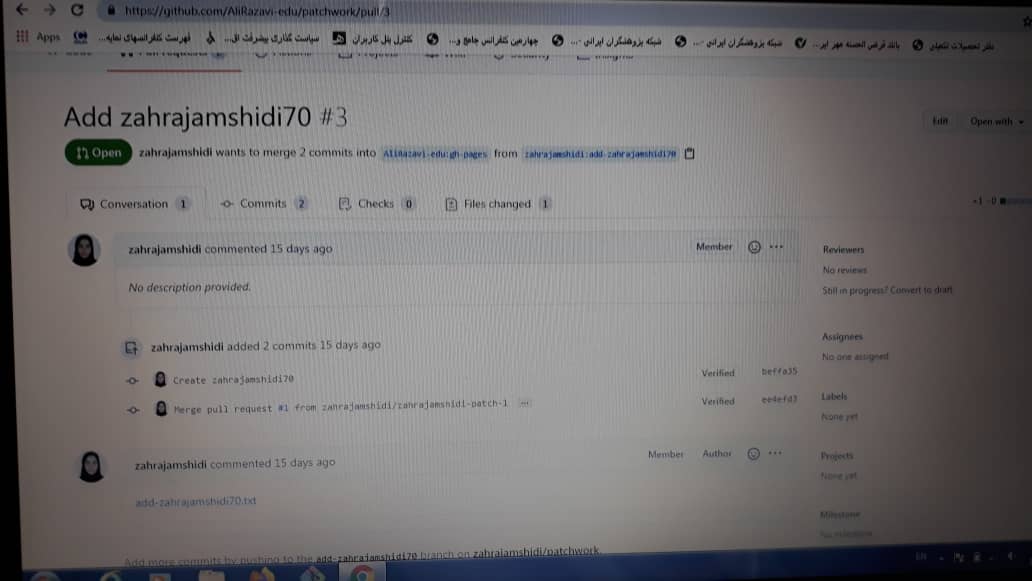 https://github.com/AliRazavi-edu/patchwork/pull/3
Apps
فهرست کنفرانسهای نمایه...
سیاست گذاری پیشرفت ال...
کنترل پنل کاربران
چهارمین کنفرانس جامع و...
شبکه پژوهشگران ایرانی -...
شبکه پژوهشگران ایرانی -...
بانک قرض الحسنه مهر ایر...
دفتر تحصیلات تکمیلی
Add zahrajamshidi70 #3
Edit
Open with
Open
zahrajamshidi wants to merge 2 commits into AliRazavi-edu:gh-pages from zahrajamshidi:add-zahrajamshidi70
Conversation 1
Commits 2
Checks 0
Files changed 1
+1 -0
zahrajamshidi commented 15 days ago
Member
No description provided.
zahrajamshidi added 2 commits 15 days ago
Create zahrajamshidi70
Verified
beffa35
Merge pull request #1 from zahrajamshidi/zahrajamshidi-patch-1 ...
Verified
ee4efd3
zahrajamshidi commented 15 days ago
Member
Author
add-zahrajamshidi70.txt
Add more commits by pushing to the add-zahrajamshidi70 branch on zahrajamshidi/patchwork.
Reviewers
No reviews
Still in progress? Convert to draft
Assignees
No one assigned
Labels
None yet
Projects
None yet
Milestone
No milestone
EN